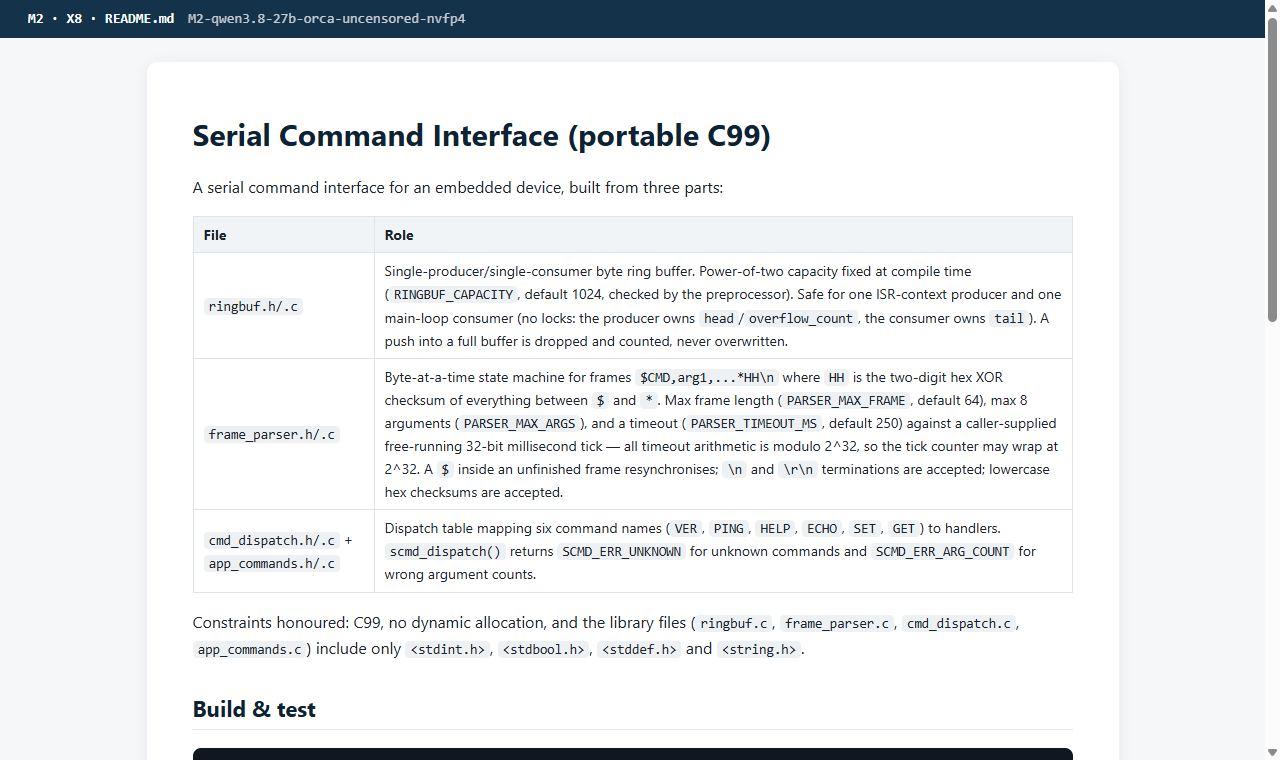 M2 · X8 · README.md M2-qwen3.8-27b-orca-uncensored-nvfp4
Serial Command Interface (portable C99)
A serial command interface for an embedded device, built from three parts:
File Role
ringbuf.h/.c
Single-producer/single-consumer byte ring buffer. Power-of-two capacity fixed at compile time
( RINGBUF_CAPACITY , default 1024, checked by the preprocessor). Safe for one ISR-context producer and one
main-loop consumer (no locks: the producer owns head / overflow_count , the consumer owns tail ). A
push into a full buffer is dropped and counted, never overwritten.
frame_parser.h/.c
Byte-at-a-time state machine for frames $CMD,arg1,...*HH\n where HH is the two-digit hex XOR
checksum of everything between $ and * . Max frame length ( PARSER_MAX_FRAME , default 64), max 8
arguments ( PARSER_MAX_ARGS ), and a timeout ( PARSER_TIMEOUT_MS , default 250) against a caller-supplied
free-running 32-bit millisecond tick — all timeout arithmetic is modulo 2^32, so the tick counter may wrap at
2^32. A $ inside an unfinished frame resynchronises; \n and \r\n terminations are accepted; lowercase
hex checksums are accepted.
cmd_dispatch.h/.c +
app_commands.h/.c
Dispatch table mapping six command names ( VER , PING , HELP , ECHO , SET , GET ) to handlers.
scmd_dispatch() returns SCMD_ERR_UNKNOWN for unknown commands and SCMD_ERR_ARG_COUNT for
wrong argument counts.
Constraints honoured: C99, no dynamic allocation, and the library files ( ringbuf.c , frame_parser.c , cmd_dispatch.c ,
app_commands.c ) include only <stdint.h> , <stdbool.h> , <stddef.h> and <string.h> .
Build & test